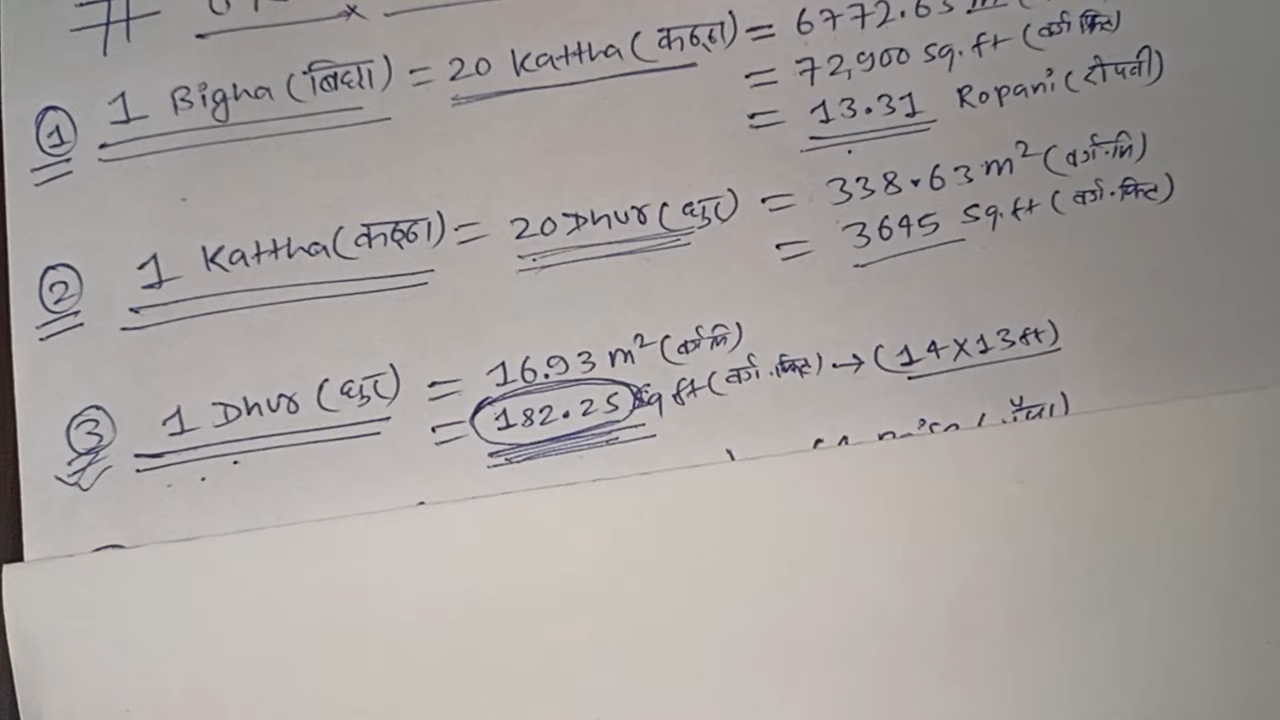 1 Bigha (बिघा) = 20 Kattha (कठ्ठा) = 6772.63 m
= 72,900 sq.ft (वर्ग फिट)
= 13.31 Ropani (रोपनी)
1 Kattha (कठ्ठा) = 20 Dhur (धुर) = 338.63 m² (वर्ग.मि)
= 3645 sq.ft (वर्ग.फिट)
1 Dhur (धुर) = 16.93 m² (वर्ग.मि)
= 182.25 sq ft (वर्ग.फिट) → (14 x 13 ft)
① ② ③